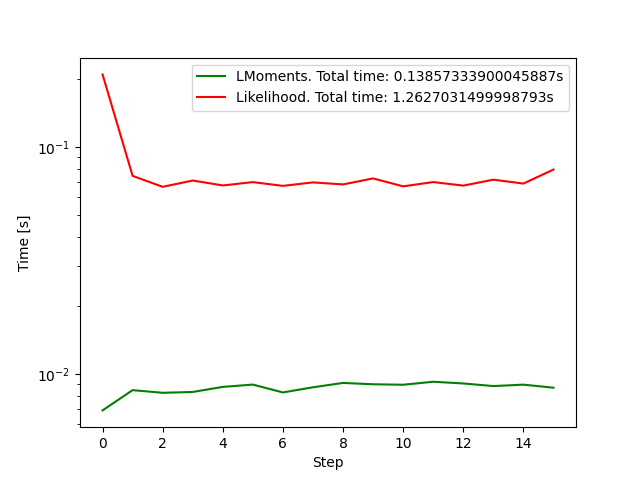 LMoments. Total time: 0.13857333900045887s
Likelihood. Total time: 1.2627031499998793s
10⁻¹
10⁻²
Time [s]
0 2 4 6 8 10 12 14
Step